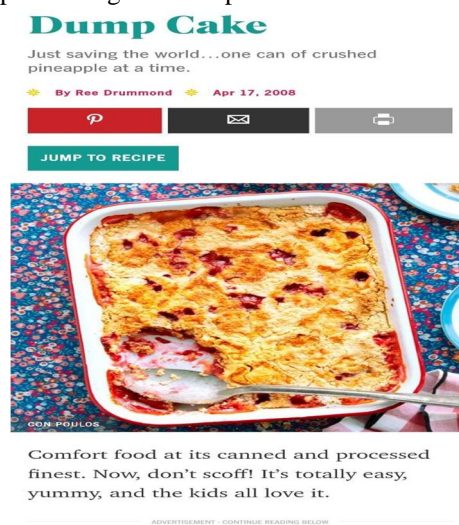 Dump Cake
Just saving the world...one can of crushed
pineapple at a time.
By Ree Drummond Apr 17, 2008
JUMP TO RECIPE
CON POULOS
Comfort food at its canned and processed
finest. Now, don't scoff! It's totally easy,
yummy, and the kids all love it.
ADVERTISEMENT - CONTINUE READING BELOW